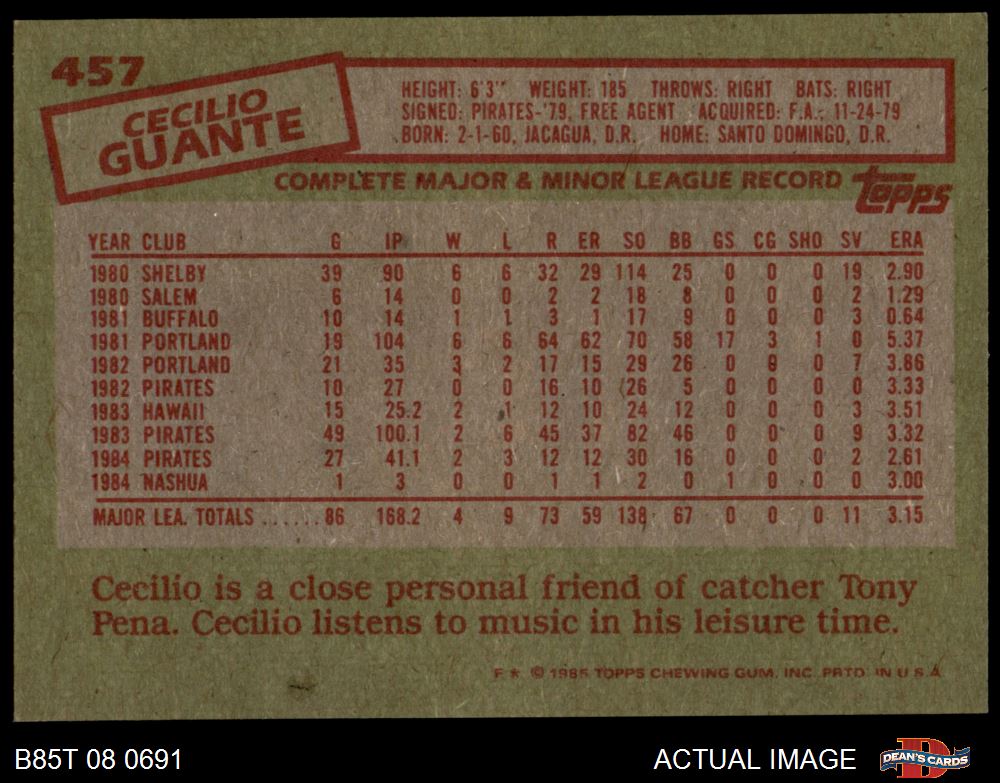 457
CECILIO
GUANTE
HEIGHT: 6'3" WEIGHT: 185 THROWS: RIGHT BATS: RIGHT
SIGNED: PIRATES-'79, FREE AGENT ACQUIRED: F.A., 11-24-79
BORN: 2-1-60, JACAGUA, D.R. HOME: SANTO DOMINGO, D.R.
COMPLETE MAJOR & MINOR LEAGUE RECORD topps
YEAR CLUB G IP W L R ER SO BB GS CG SHO SV ERA
1980 SHELBY 39 90 6 6 32 29 114 25 0 0 0 19 2.90
1980 SALEM 6 14 0 0 2 2 18 8 0 0 0 2 1.29
1981 BUFFALO 10 14 1 1 3 1 17 9 0 0 0 3 0.64
1981 PORTLAND 19 104 6 6 64 62 70 58 17 3 1 0 5.37
1982 PORTLAND 21 35 3 2 17 15 29 26 0 0 0 7 3.86
1982 PIRATES 10 27 0 0 16 10 26 5 0 0 0 0 3.33
1983 HAWAII 15 25.2 2 1 12 10 24 12 0 0 0 3 3.51
1983 PIRATES 49 100.1 2 6 45 37 82 46 0 0 0 9 3.32
1984 PIRATES 27 41.1 2 3 12 12 30 16 0 0 0 2 2.61
1984 NASHUA 1 3 0 0 1 1 2 0 1 0 0 0 3.00
MAJOR LEA. TOTALS ......86 168.2 4 9 73 59 138 67 0 0 0 11 3.15
Cecilio is a close personal friend of catcher Tony
Pena. Cecilio listens to music in his leisure time.
F * © 1985 TOPPS CHEWING GUM, INC. PRTD. IN U.S.A.
B85T 08 0691 ACTUAL IMAGE DEAN'S CARDS